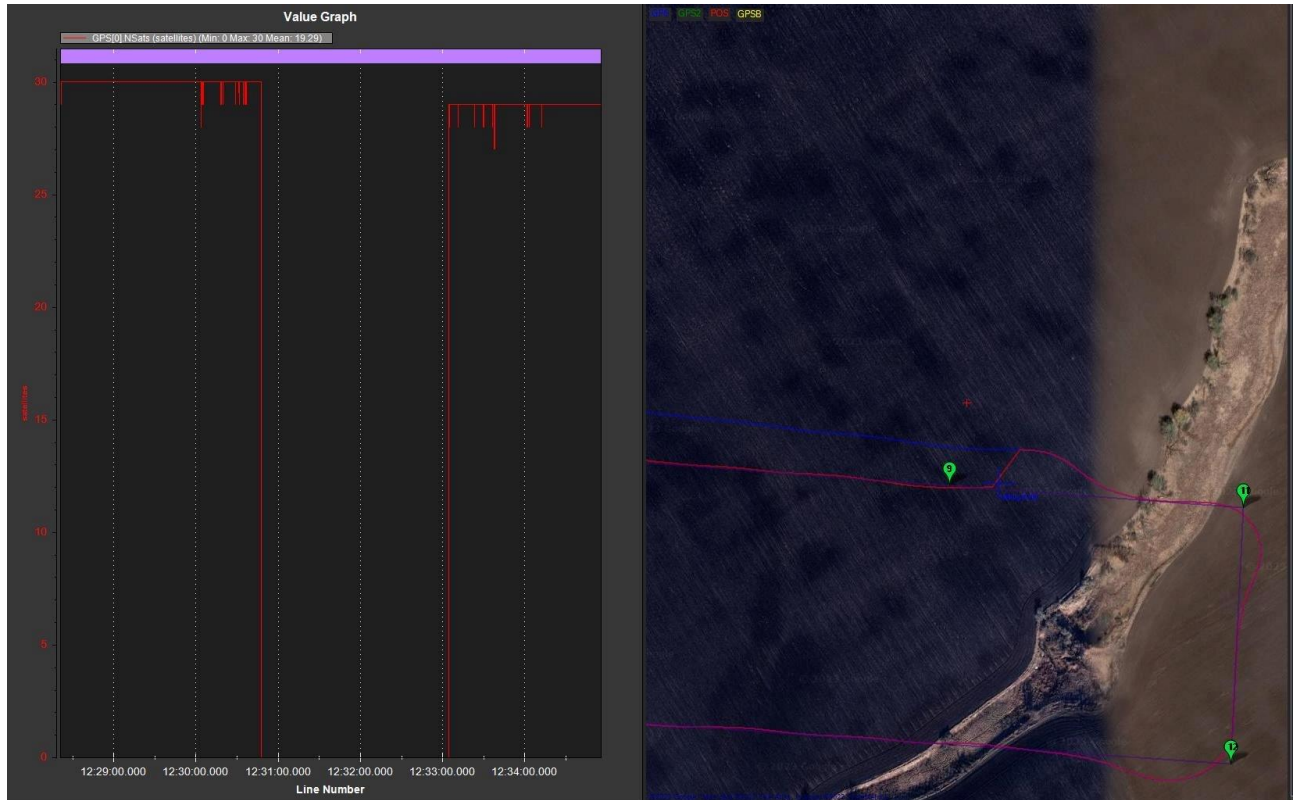 Value Graph
GPS[0].NSats (satellites) (Min: 0 Max: 30 Mean: 19.29)
30
25
20
15
10
5
0
satellites
12:29:00.000 12:30:00.000 12:31:00.000 12:32:00.000 12:33:00.000 12:34:00.000
Line Number
GPS2 POS GPSB
9
12